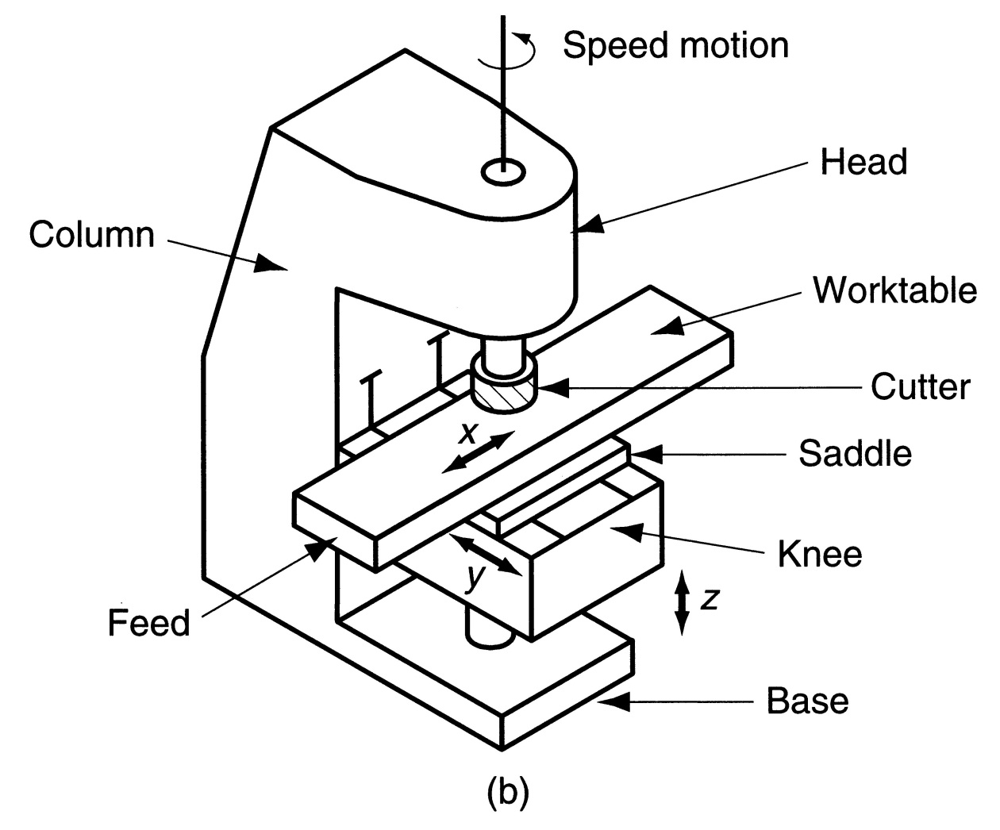 Speed motion
Head
Column
Worktable
Cutter
x
Saddle
Knee
y
z
Feed
Base
(b)